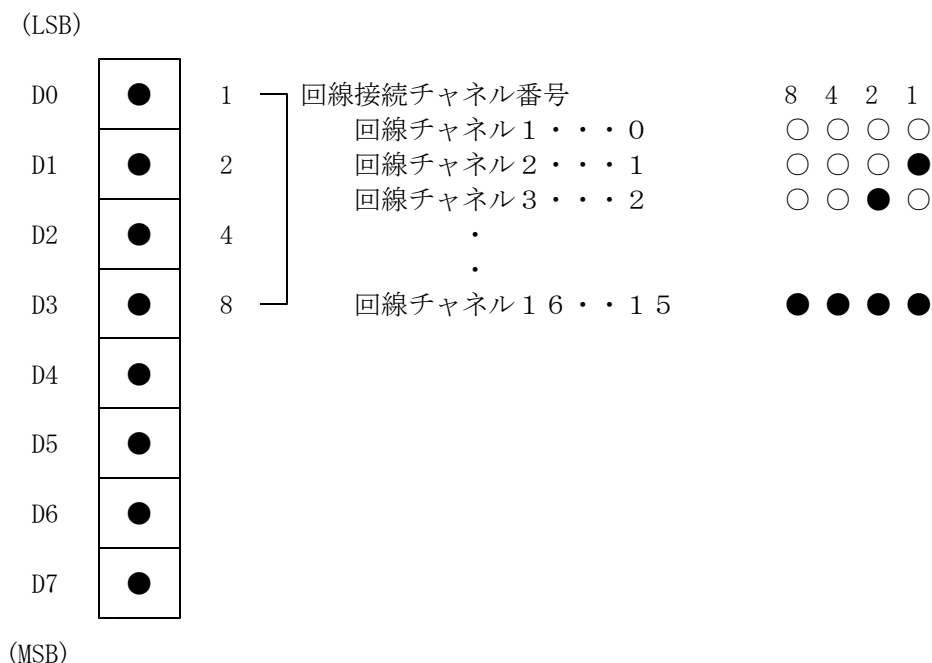 (LSB)
D0 ● 1 回線接続チャネル番号 8 4 2 1
回線チャネル1・・・0 ○ ○ ○ ○
D1 ● 2 回線チャネル2・・・1 ○ ○ ○ ●
回線チャネル3・・・2 ○ ○ ● ○
D2 ● 4 ・
・
D3 ● 8 回線チャネル16・・15 ● ● ● ●
D4 ●
D5 ●
D6 ●
D7 ●
(MSB)